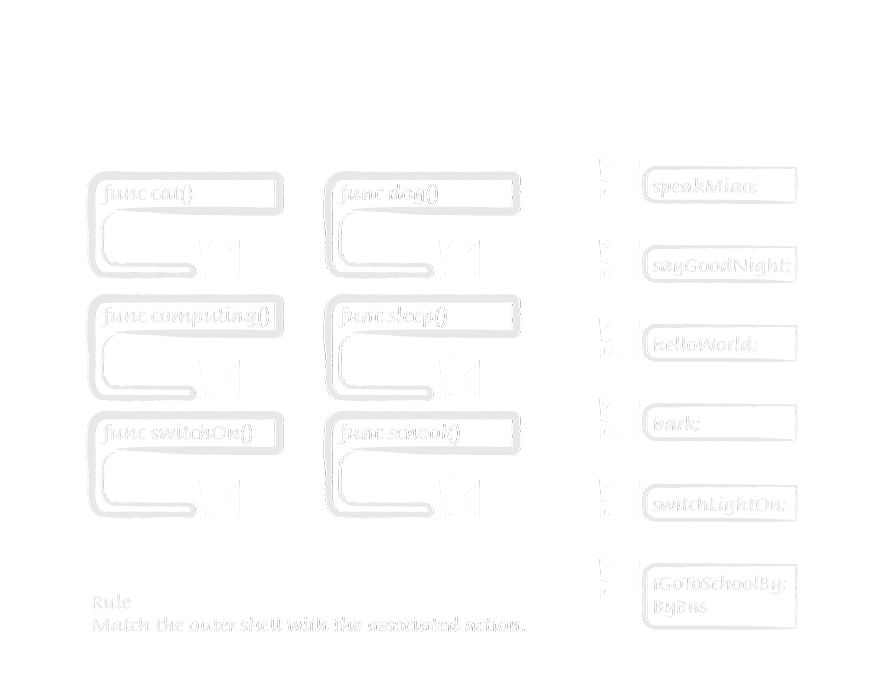 func cat()
func dog()
speakMiao;
sayGoodNight;
func computing()
func sleep()
helloWorld;
bark;
func switchOn()
func school()
switchLightOn;
iGoToSchoolBy;
ByBus
Rule
Match the outer shell with the associated action.